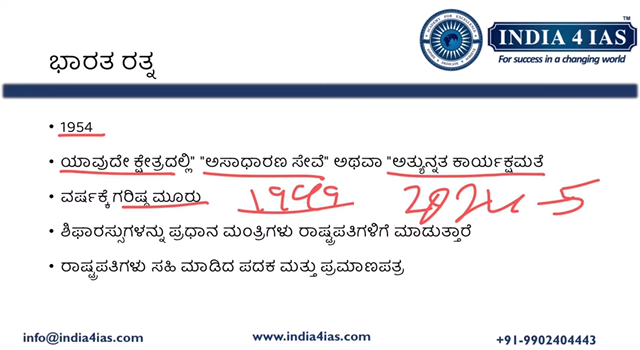 INDIA 4 IAS
For success in a changing world
ಭಾರತ ರತ್ನ
• 1954
• ಯಾವುದೇ ಕ್ಷೇತ್ರದಲ್ಲಿ" "ಅಸಾಧಾರಣ ಸೇವೆ" ಅಥವಾ "ಅತ್ಯುನ್ನತ ಕಾರ್ಯಕ್ಷಮತೆ
• ವರ್ಷಕ್ಕೆ ಗರಿಷ್ಠ ಮೂರು 1999 2024 - 5
• ಶಿಫಾರಸ್ಸುಗಳನ್ನು ಪ್ರಧಾನ ಮಂತ್ರಿಗಳು ರಾಷ್ಟ್ರಪತಿಗಳಿಗೆ ಮಾಡುತ್ತಾರೆ
• ರಾಷ್ಟ್ರಪತಿಗಳು ಸಹಿ ಮಾಡಿದ ಪದಕ ಮತ್ತು ಪ್ರಮಾಣಪತ್ರ
info@india4ias.com www.india4ias.com +91-9902404443